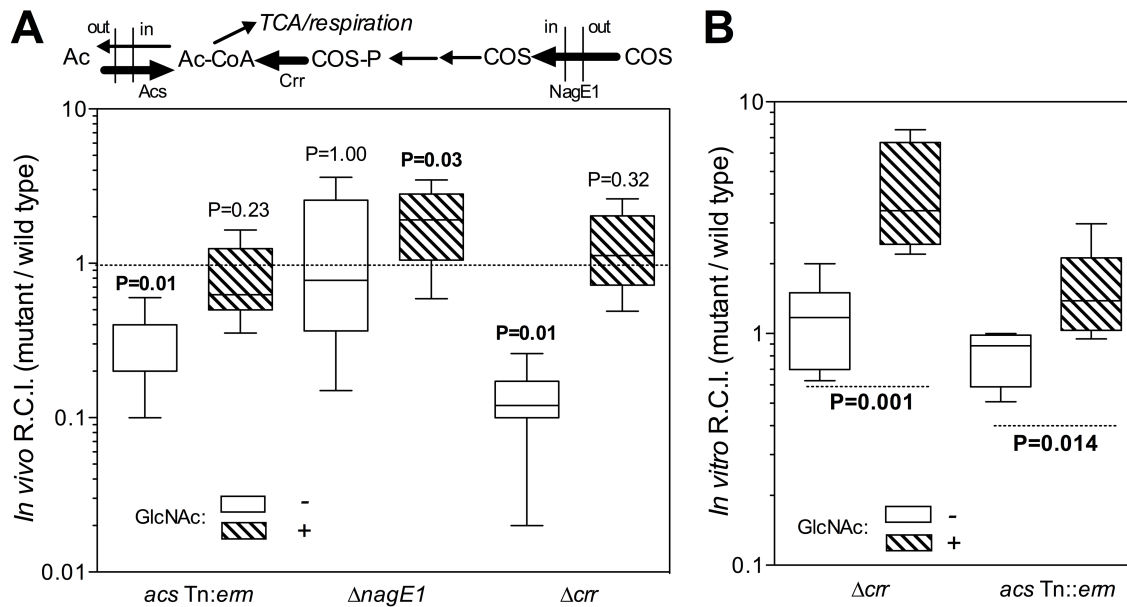 A
TCA/respiration
out in
Ac Ac-CoA COS-P COS COS
Acs Crr NagE1
in out
In vivo R.C.I. (mutant / wild type)
10
1
0.1
0.01
P=0.01
P=0.23
P=1.00
P=0.03
P=0.01
P=0.32
GlcNAc: -
+
acs Tn:erm ΔnagE1 Δcrr
B
In vitro R.C.I. (mutant / wild type)
10
1
0.1
P=0.001
P=0.014
GlcNAc: -
+
Δcrr acs Tn::erm